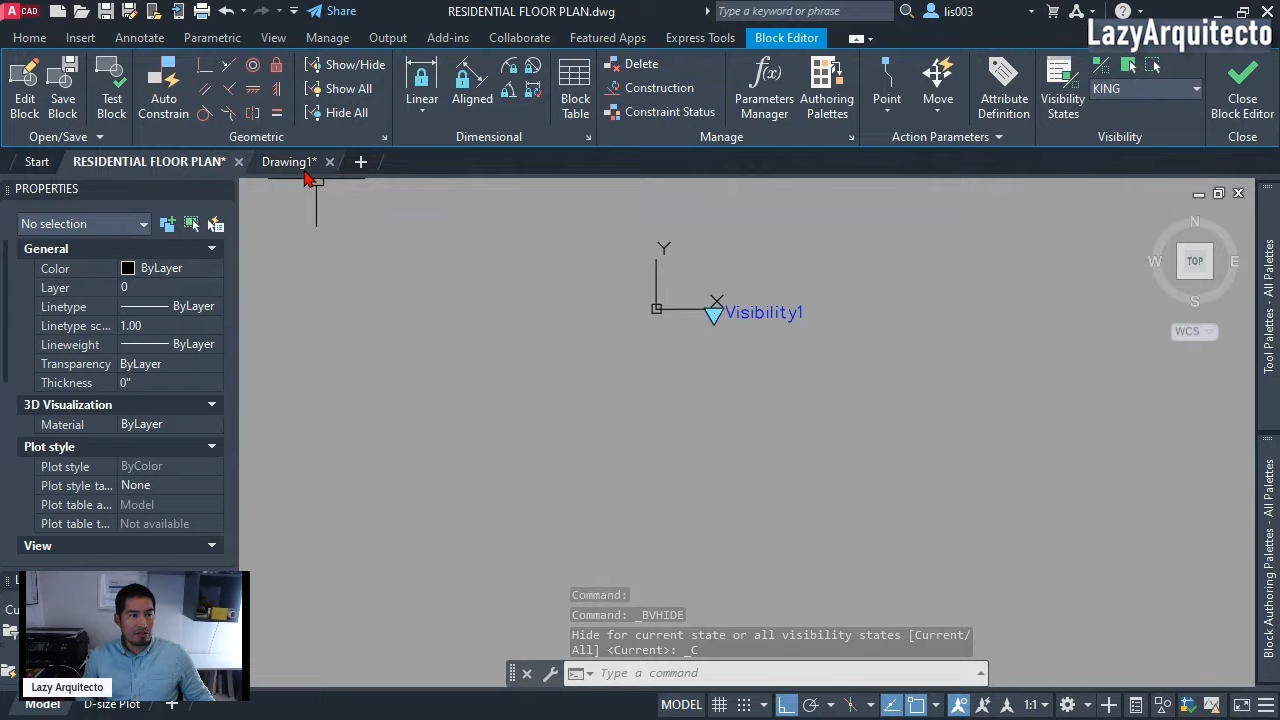 A CAD
Share
RESIDENTIAL FLOOR PLAN.dwg
Type a keyword or phrase
lis003
LazyArquitecto
Home
Insert
Annotate
Parametric
View
Manage
Output
Add-ins
Collaborate
Featured Apps
Express Tools
Block Editor
Edit
Block
Save
Block
Test
Block
Auto
Constrain
Show/Hide
Show All
Hide All
Linear
Aligned
Block
Table
Delete
Construction
Constraint Status
f(x)
Parameters
Manager
Authoring
Palettes
Point
Move
Attribute
Definition
Visibility
States
KING
Close
Block Editor
Open/Save
Geometric
Dimensional
Manage
Action Parameters
Visibility
Close
Start
RESIDENTIAL FLOOR PLAN*
Drawing1*
PROPERTIES
No selection
General
Color ByLayer
Layer 0
Linetype ByLayer
Linetype sc... 1.00
Lineweight ByLayer
Transparency ByLayer
Thickness 0"
3D Visualization
Material ByLayer
Plot style
Plot style ByColor
Plot style ta... None
Plot table a... Model
Plot table t... Not available
View
Y
X
Visibility1
N
W
TOP
E
S
WCS
Tool Palettes - All Palettes
Block Authoring Palettes - All Palettes
Command:
Command: _BVHIDE
Hide for current state or all visibility states [Current/
All] <Current>: _C
Type a command
Lazy Arquitecto
Model
D-size Plot
MODEL
1:1